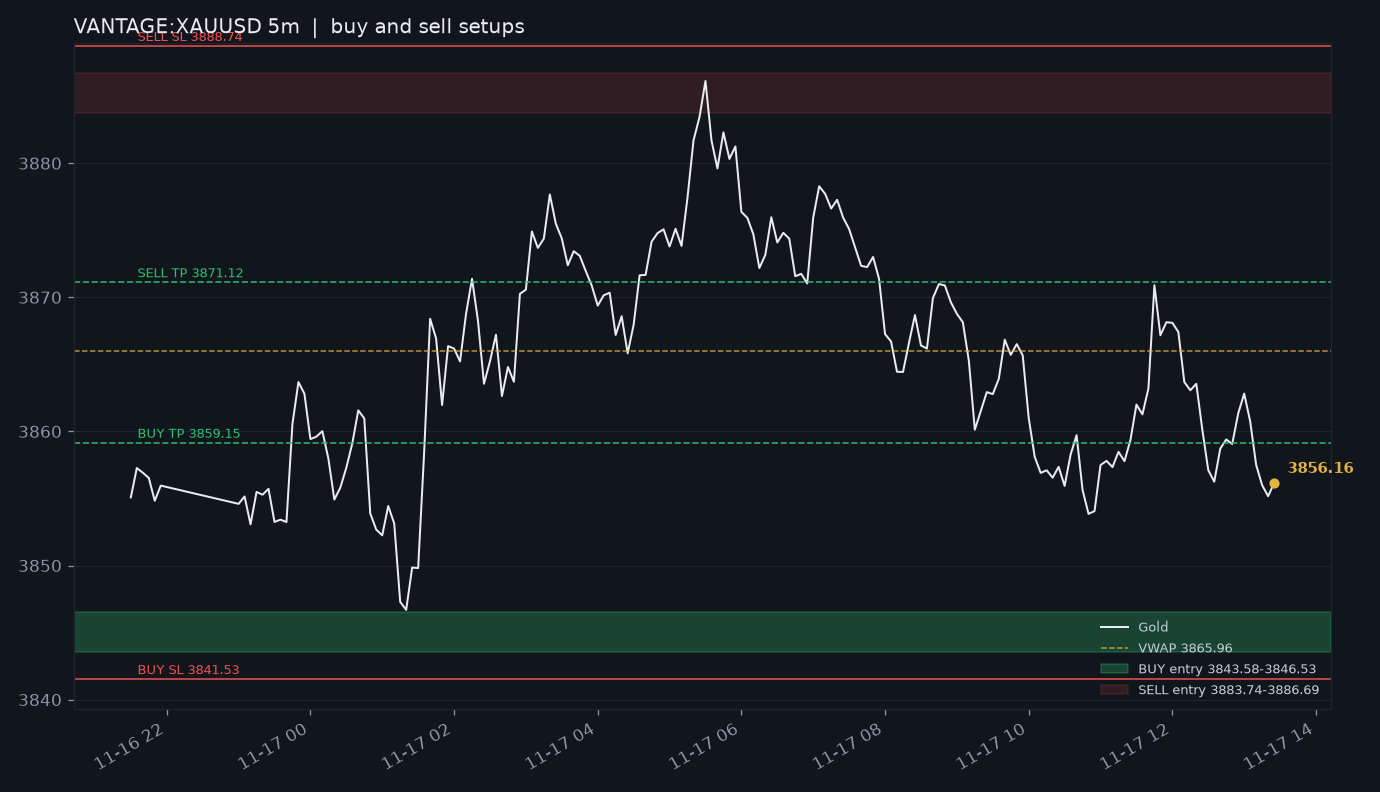 VANTAGE:XAUUSD 5m | buy and sell setups
SELL SL 3888.74
3880
SELL TP 3871.12
3870
BUY TP 3859.15
3860
3856.16
3850
Gold
VWAP 3865.96
BUY entry 3843.58-3846.53
SELL entry 3883.74-3886.69
BUY SL 3841.53
3840
11-16 22
11-17 00
11-17 02
11-17 04
11-17 06
11-17 08
11-17 10
11-17 12
11-17 14